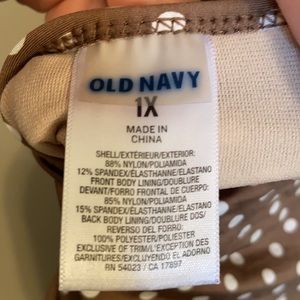 OLD NAVY
1X
MADE IN
CHINA
SHELL/EXTÉRIEUR/EXTERIOR:
88% NYLON/POLIAMIDA
12% SPANDEX/ÉLASTHANNE/ELASTANO
FRONT BODY LINING/DOUBLURE
DEVANT/FORRO FRONTAL DE CUERPO:
85% NYLON/POLIAMIDA
15% SPANDEX/ÉLASTHANNE/ELASTANO
BACK BODY LINING/DOUBLURE DOS/
REVERSO DEL FORRO:
100% POLYESTER/POLIÉSTER
EXCLUSIVE OF TRIM/L'EXCEPTION DES
GARNITURES/EXCLUYENDO EL ADORNO
RN 54023 / CA 17897